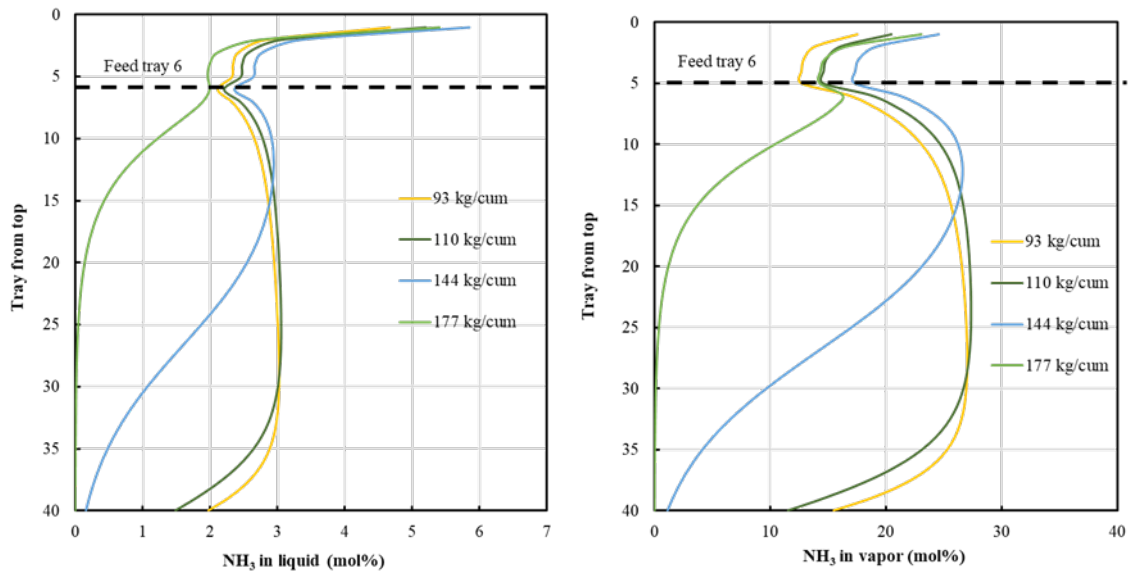 0
5
10
15
20
25
30
35
40
Tray from top
Feed tray 6
93 kg/cum
110 kg/cum
144 kg/cum
177 kg/cum
0 1 2 3 4 5 6 7
NH₃ in liquid (mol%)
0
5
10
15
20
25
30
35
40
Tray from top
Feed tray 6
93 kg/cum
110 kg/cum
144 kg/cum
177 kg/cum
0 10 20 30 40
NH₃ in vapor (mol%)